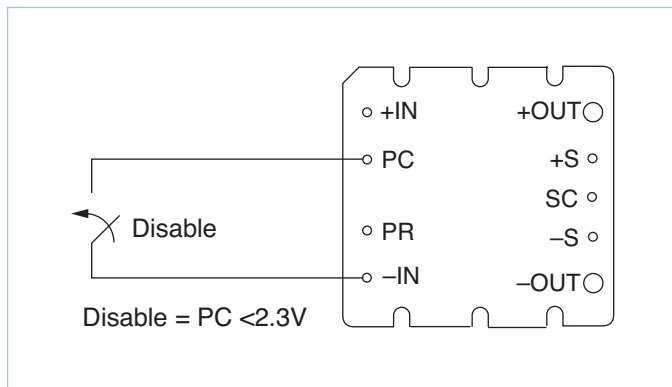 +IN
+OUT
PC
+S
SC
Disable
PR
–S
–IN
–OUT
Disable = PC <2.3V